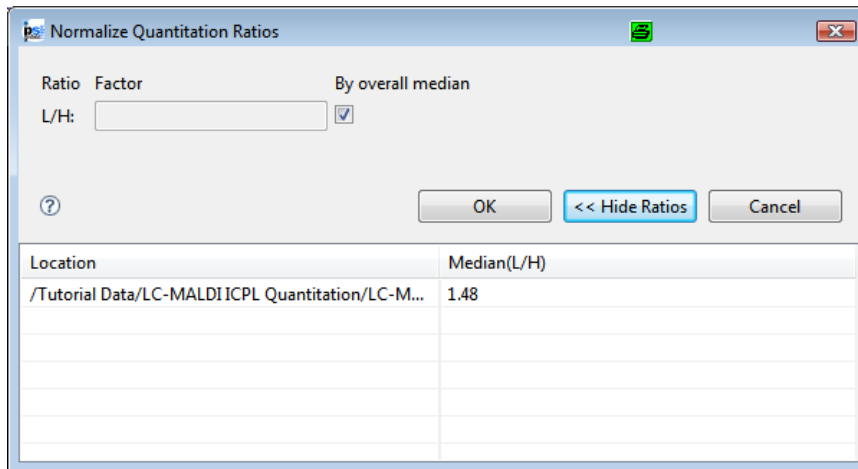 ps Normalize Quantitation Ratios
Ratio Factor By overall median
L/H:
? OK << Hide Ratios Cancel
Location Median(L/H)
/Tutorial Data/LC-MALDI ICPL Quantitation/LC-M... 1.48